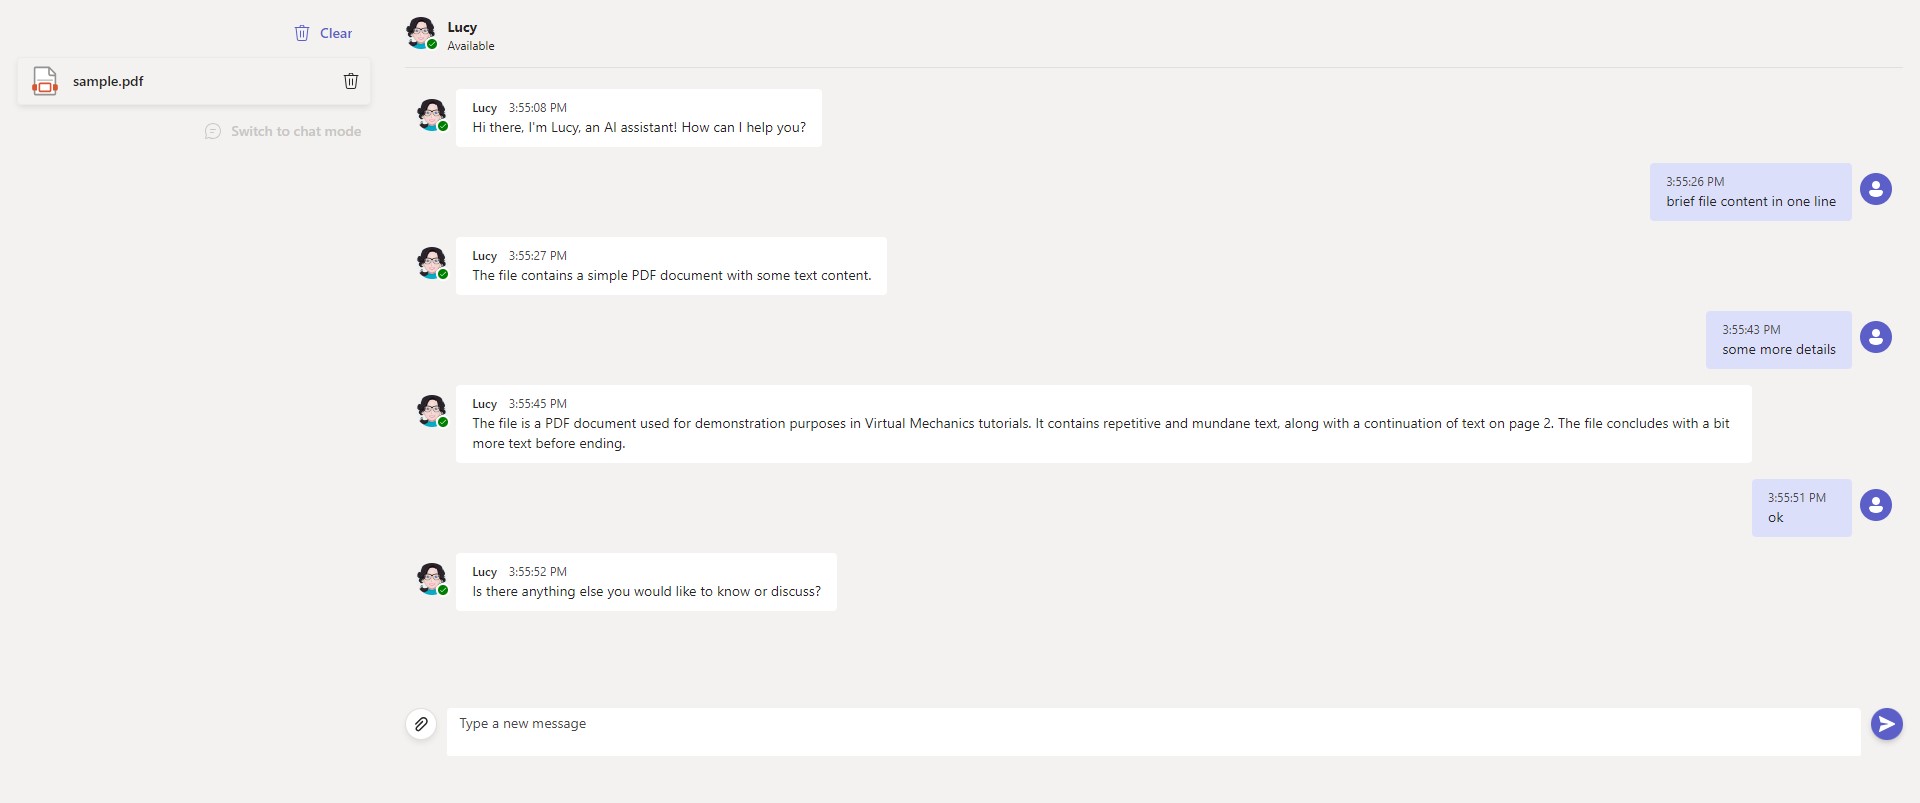 Clear
sample.pdf
Switch to chat mode
Lucy
Available
Lucy 3:55:08 PM
Hi there, I'm Lucy, an AI assistant! How can I help you?
3:55:26 PM
brief file content in one line
Lucy 3:55:27 PM
The file contains a simple PDF document with some text content.
3:55:43 PM
some more details
Lucy 3:55:45 PM
The file is a PDF document used for demonstration purposes in Virtual Mechanics tutorials. It contains repetitive and mundane text, along with a continuation of text on page 2. The file concludes with a bit
more text before ending.
3:55:51 PM
ok
Lucy 3:55:52 PM
Is there anything else you would like to know or discuss?
Type a new message